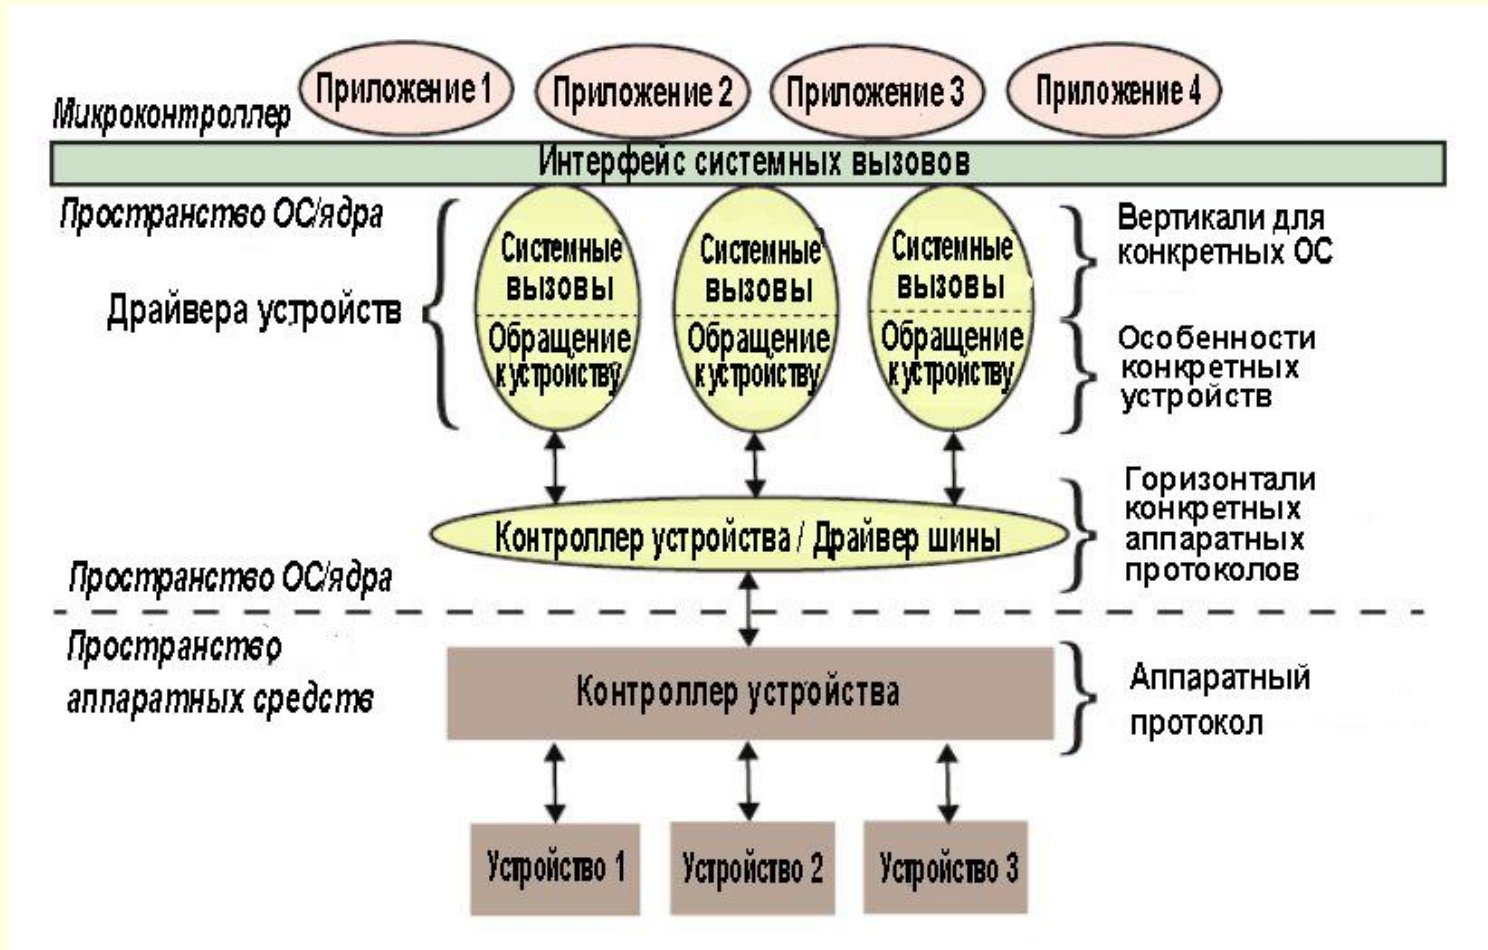 Приложение 1
Приложение 2
Приложение 3
Приложение 4
Микроконтроллер
Интерфейс системных вызовов
Пространство ОС/ядра
Драйвера устройств
Системные
вызовы
Обращение
к устройству
Системные
вызовы
Обращение
к устройству
Системные
вызовы
Обращение
к устройству
Вертикали для
конкретных ОС
Особенности
конкретных
устройств
Контроллер устройства / Драйвер шины
Горизонтали
конкретных
аппаратных
протоколов
Пространство ОС/ядра
Пространство
аппаратных средств
Контроллер устройства
Аппаратный
протокол
Устройство 1
Устройство 2
Устройство 3